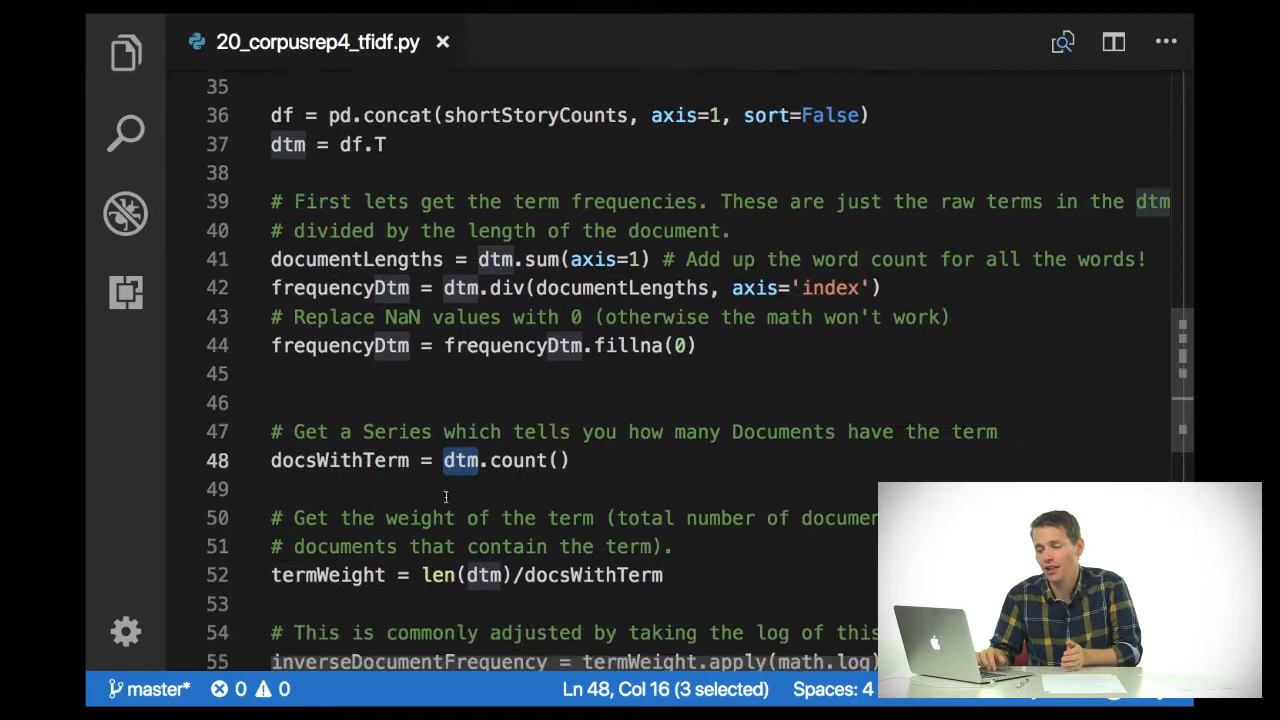 20_corpusrep4_tfidf.py
35
36 df = pd.concat(shortStoryCounts, axis=1, sort=False)
37 dtm = df.T
38
39 # First lets get the term frequencies. These are just the raw terms in the dtm
40 # divided by the length of the document.
41 documentLengths = dtm.sum(axis=1) # Add up the word count for all the words!
42 frequencyDtm = dtm.div(documentLengths, axis='index')
43 # Replace NaN values with 0 (otherwise the math won't work)
44 frequencyDtm = frequencyDtm.fillna(0)
45
46
47 # Get a Series which tells you how many Documents have the term
48 docsWithTerm = dtm.count()
49
50 # Get the weight of the term (total number of documen
51 # documents that contain the term).
52 termWeight = len(dtm)/docsWithTerm
53
54 # This is commonly adjusted by taking the log of this
55 inverseDocumentFrequency = termWeight.apply(math.log)
master* 0 0 Ln 48, Col 16 (3 selected) Spaces: 4